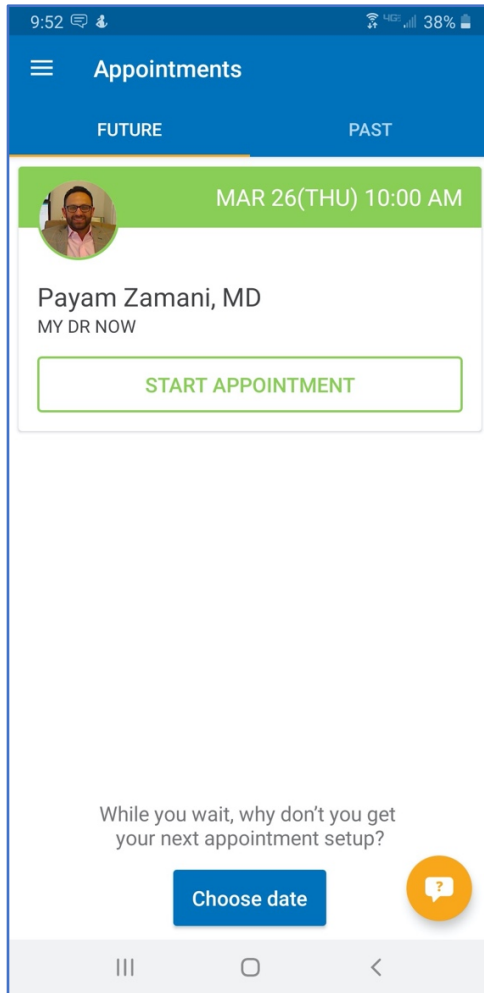 9:52 4GE 38%
Appointments
FUTURE PAST
MAR 26(THU) 10:00 AM
Payam Zamani, MD
MY DR NOW
START APPOINTMENT
While you wait, why don't you get
your next appointment setup?
Choose date
?